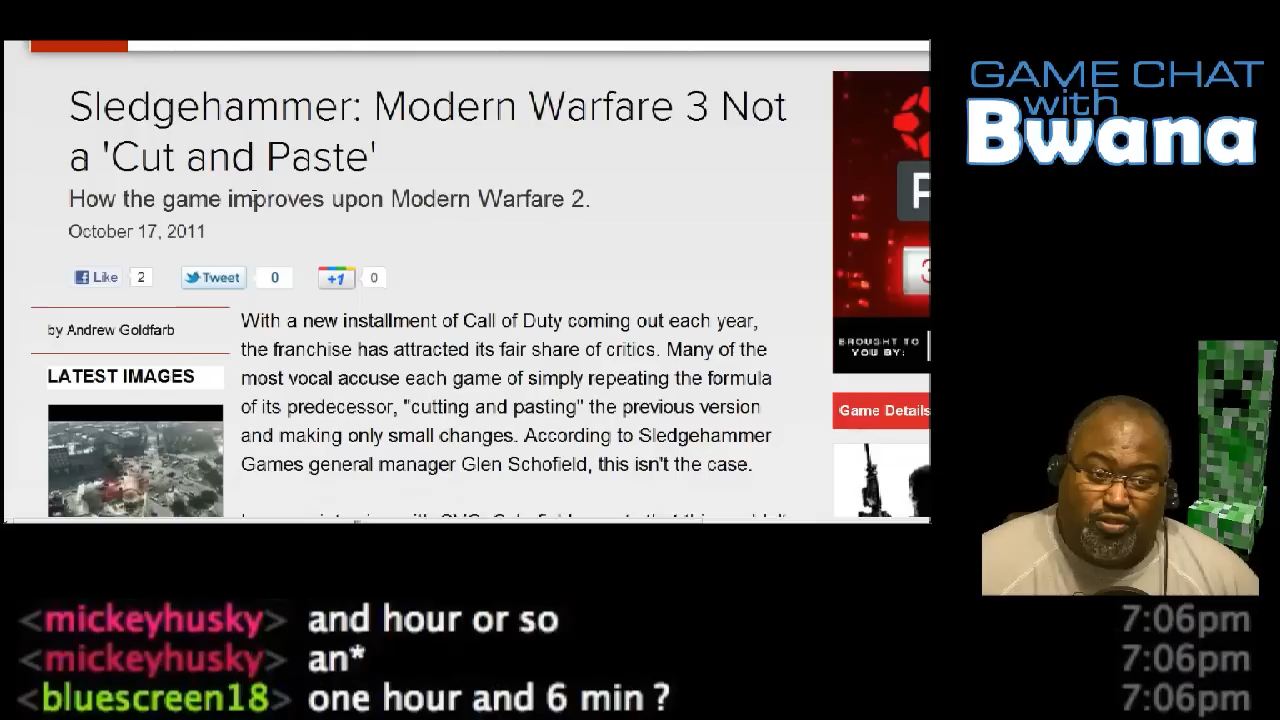 GAME CHAT
with
Bwana
Sledgehammer: Modern Warfare 3 Not
a 'Cut and Paste'
How the game improves upon Modern Warfare 2.
October 17, 2011
Like 2 Tweet 0 +1 0
by Andrew Goldfarb
LATEST IMAGES
With a new installment of Call of Duty coming out each year,
the franchise has attracted its fair share of critics. Many of the
most vocal accuse each game of simply repeating the formula
of its predecessor, "cutting and pasting" the previous version
and making only small changes. According to Sledgehammer
Games general manager Glen Schofield, this isn't the case.
P
3
BROUGHT TO
YOU BY:
Game Details
<mickeyhusky> and hour or so 7:06pm
<mickeyhusky> an* 7:06pm
<bluescreen18> one hour and 6 min ? 7:06pm